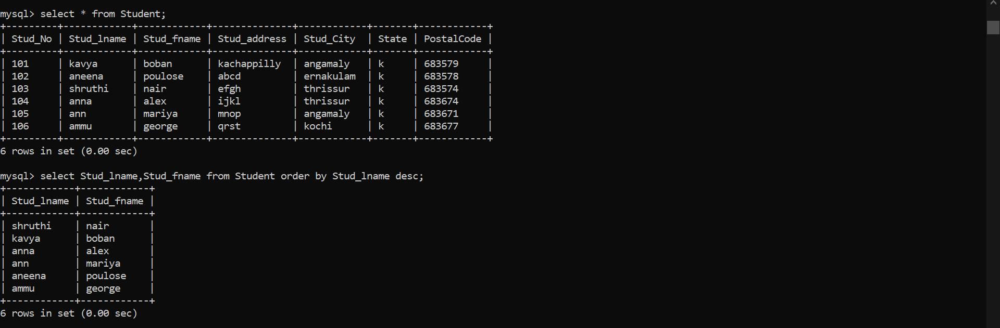 mysql> select * from Student;
+---------+------------+------------+--------------+------------+-------+------------+
| Stud_No | Stud_lname | Stud_fname | Stud_address | Stud_City  | State | PostalCode |
+---------+------------+------------+--------------+------------+-------+------------+
| 101     | kavya      | boban      | kachappilly  | angamaly   | k     | 683579     |
| 102     | aneena     | poulose    | abcd         | ernakulam  | k     | 683578     |
| 103     | shruthi    | nair       | efgh         | thrissur   | k     | 683574     |
| 104     | anna       | alex       | ijkl         | thrissur   | k     | 683674     |
| 105     | ann        | mariya     | mnop         | angamaly   | k     | 683671     |
| 106     | ammu       | george     | qrst         | kochi      | k     | 683677     |
+---------+------------+------------+--------------+------------+-------+------------+
6 rows in set (0.00 sec)
mysql> select Stud_lname,Stud_fname from Student order by Stud_lname desc;
+------------+------------+
| Stud_lname | Stud_fname |
+------------+------------+
| shruthi    | nair       |
| kavya      | boban      |
| anna       | alex       |
| ann        | mariya     |
| aneena     | poulose    |
| ammu       | george     |
+------------+------------+
6 rows in set (0.00 sec)